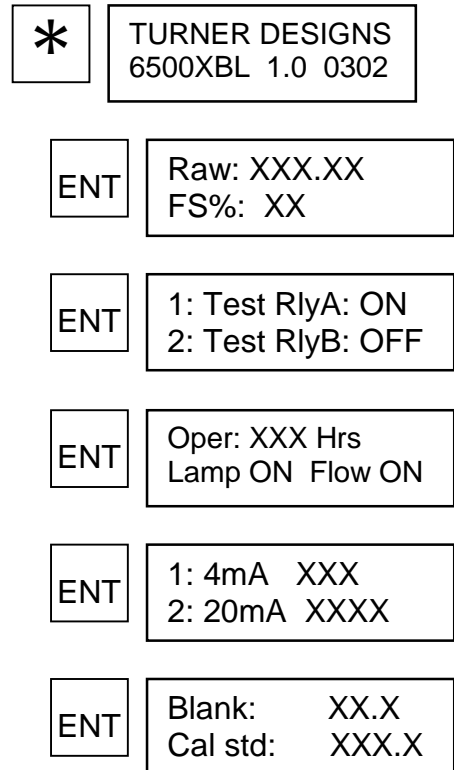 *
TURNER DESIGNS
6500XBL 1.0 0302
ENT
Raw: XXX.XX
FS%: XX
ENT
1: Test RlyA: ON
2: Test RlyB: OFF
ENT
Oper: XXX Hrs
Lamp ON Flow ON
ENT
1: 4mA XXX
2: 20mA XXXX
ENT
Blank: XX.X
Cal std: XXX.X